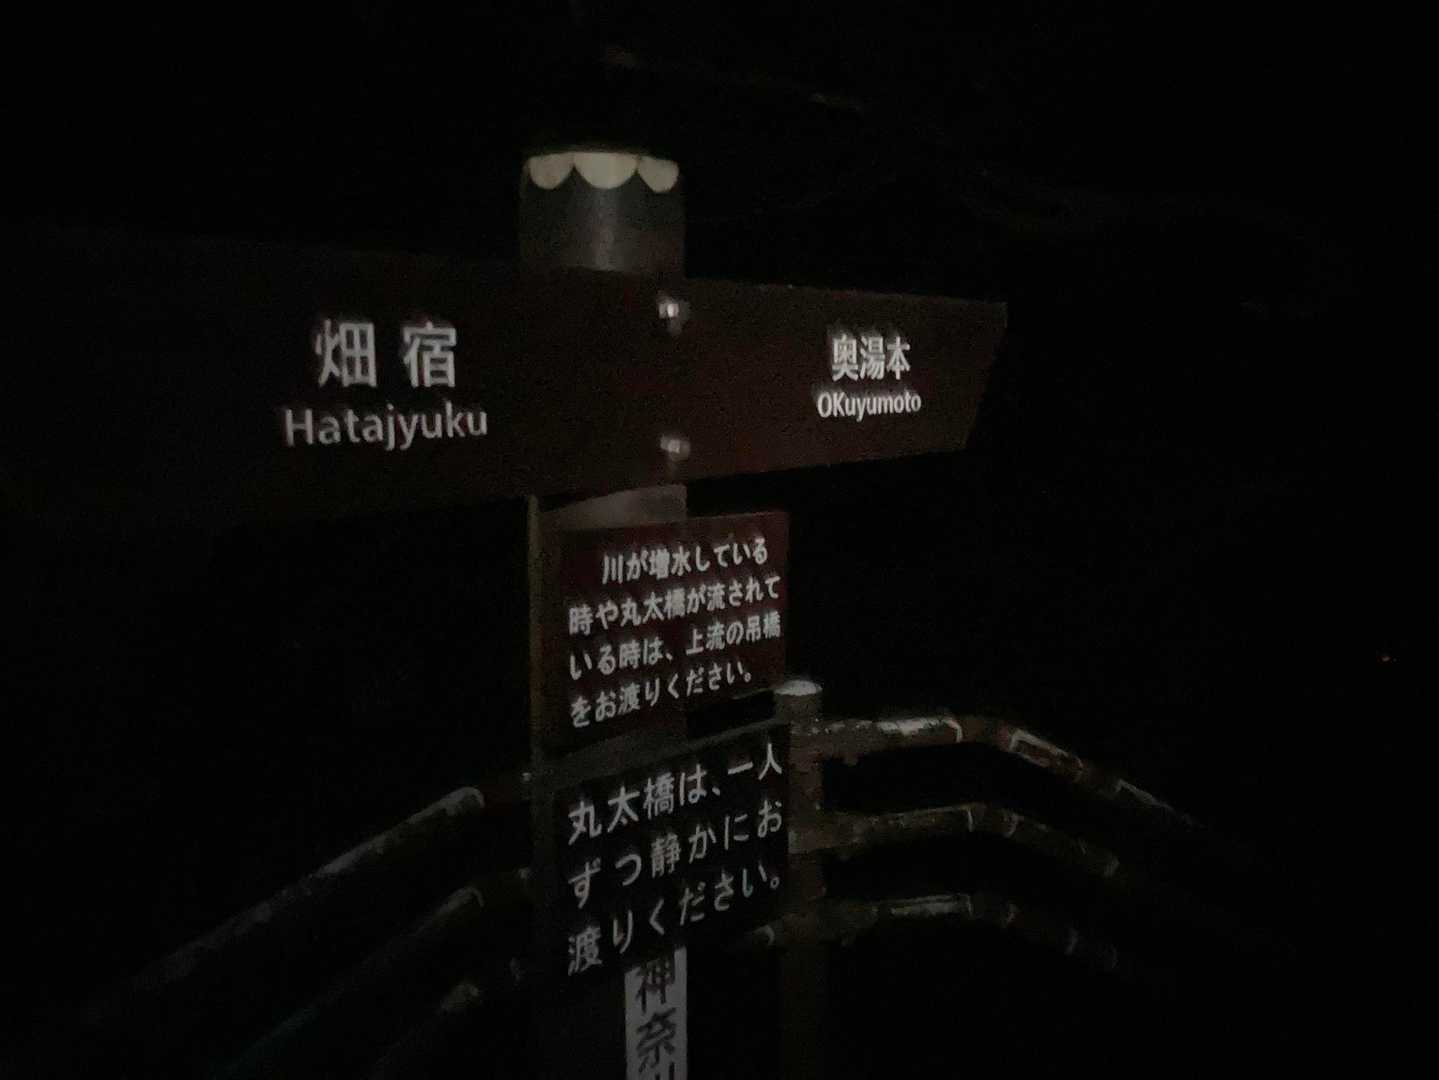 畑宿
Hatajyuku
奥湯本
OKuyumoto
川が増水している
時や丸太橋が流されて
いる時は、上流の吊橋
をお渡りください。
丸太橋は、一人
ずつ静かにお
渡りください。
神奈